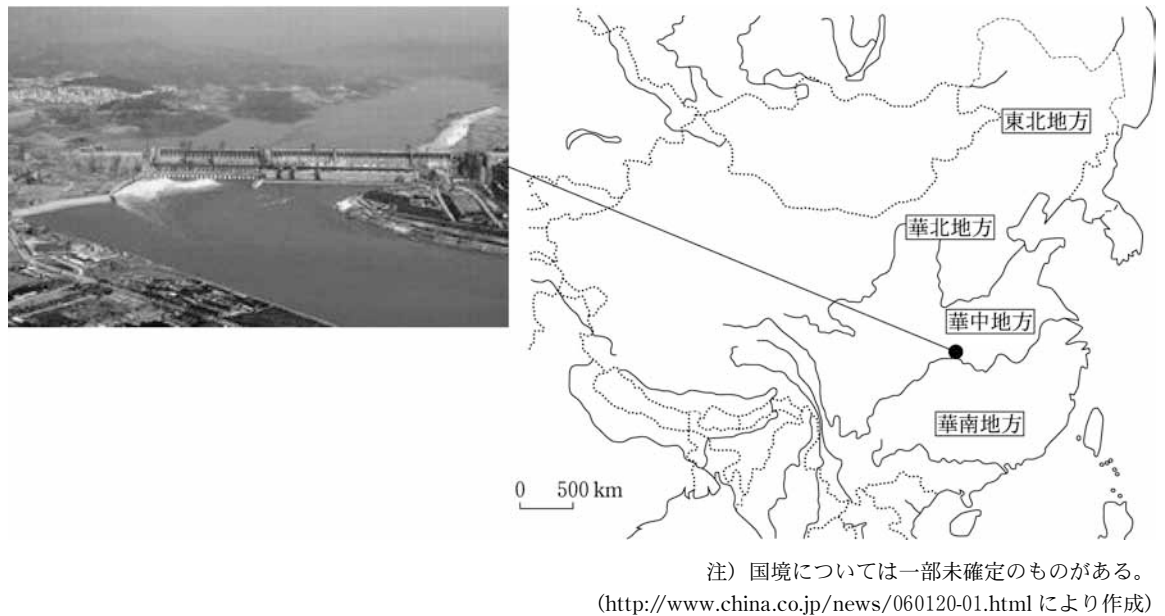 東北地方
華北地方
華中地方
華南地方
0 500 km
注）国境については一部未確定のものがある。
(http://www.china.co.jp/news/060120-01.html により作成)